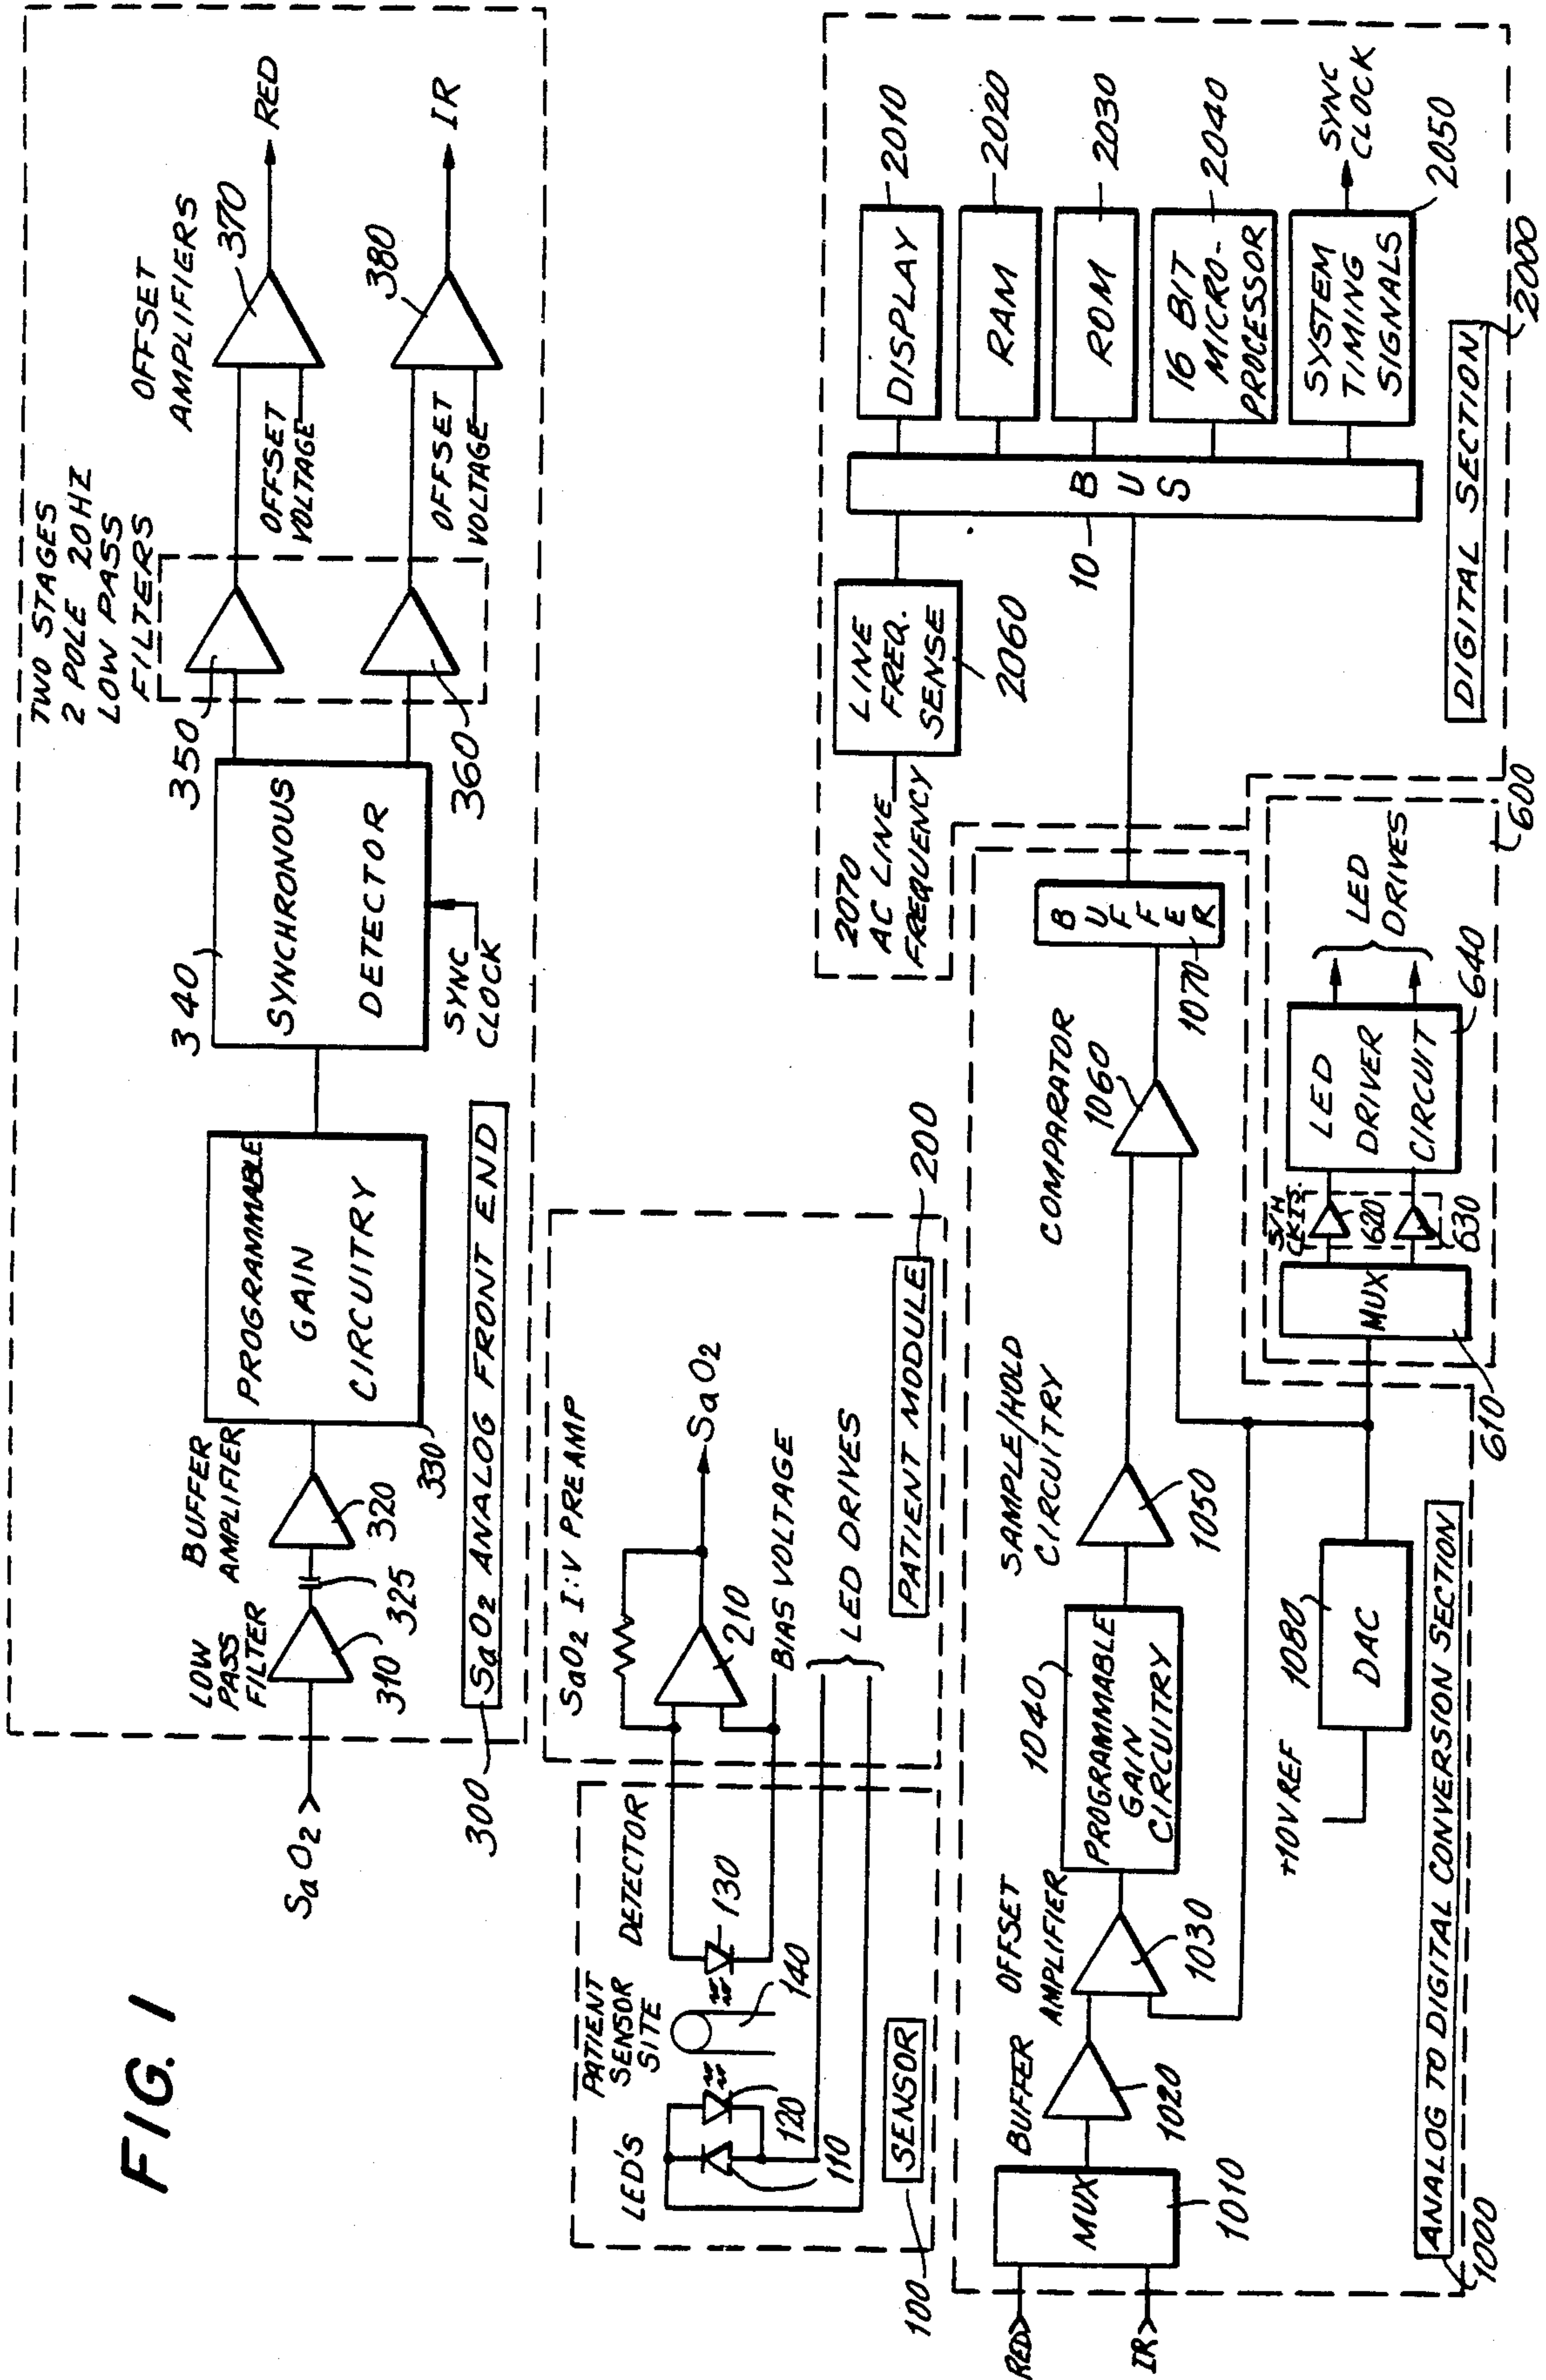 FIG. 1
SaO2
LOW
PASS
FILTER
310
325
BUFFER
AMPLIFIER
320
PROGRAMMABLE
GAIN
CIRCUITRY
330
340
SYNCHRONOUS
DETECTOR
SYNC
CLOCK
TWO STAGES
2 POLE 20HZ
LOW PASS
FILTERS
350
360
OFFSET
AMPLIFIERS
OFFSET
VOLTAGE
370
RED
OFFSET
VOLTAGE
380
IR
300
SaO2 ANALOG FRONT END
LED'S
110
120
PATIENT
SENSOR
SITE
140
DETECTOR
130
SENSOR
100
SaO2 I:V PREAMP
210
SaO2
BIAS VOLTAGE
LED DRIVES
PATIENT MODULE
200
RED
IR
MUX
1010
BUFFER
1020
OFFSET
AMPLIFIER
1030
1040
PROGRAMMABLE
GAIN
CIRCUITRY
SAMPLE/HOLD
CIRCUITRY
1050
COMPARATOR
1060
BUFFER
1070
+10V REF
1080
DAC
ANALOG TO DIGITAL CONVERSION SECTION
1000
610
MUX
S/H
CKTS.
620
630
LED
DRIVER
CIRCUIT
640
LED
DRIVES
600
2070
AC LINE
FREQUENCY
LINE
FREQ.
SENSE
2060
10
BUS
DISPLAY
2010
RAM
2020
ROM
2030
16 BIT
MICRO-
PROCESSOR
2040
SYSTEM
TIMING
SIGNALS
2050
SYNC
CLOCK
DIGITAL SECTION
2000